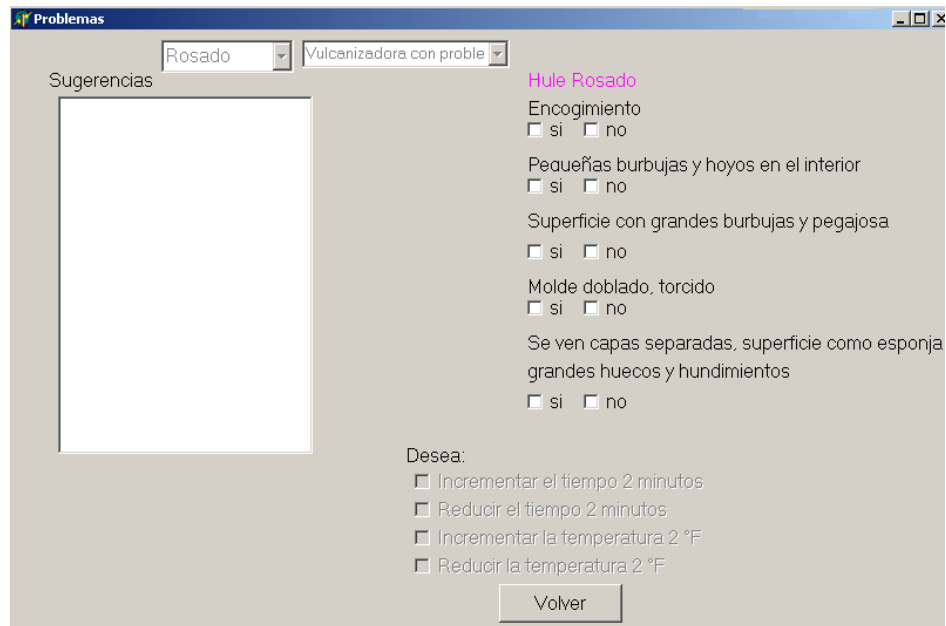 Problemas
Rosado
Vulcanizadora con proble
Sugerencias
Hule Rosado
Encogimiento
si no
Pequeñas burbujas y hoyos en el interior
si no
Superficie con grandes burbujas y pegajosa
si no
Molde doblado, torcido
si no
Se ven capas separadas, superficie como esponja
grandes huecos y hundimientos
si no
Desea:
Incrementar el tiempo 2 minutos
Reducir el tiempo 2 minutos
Incrementar la temperatura 2 °F
Reducir la temperatura 2 °F
Volver